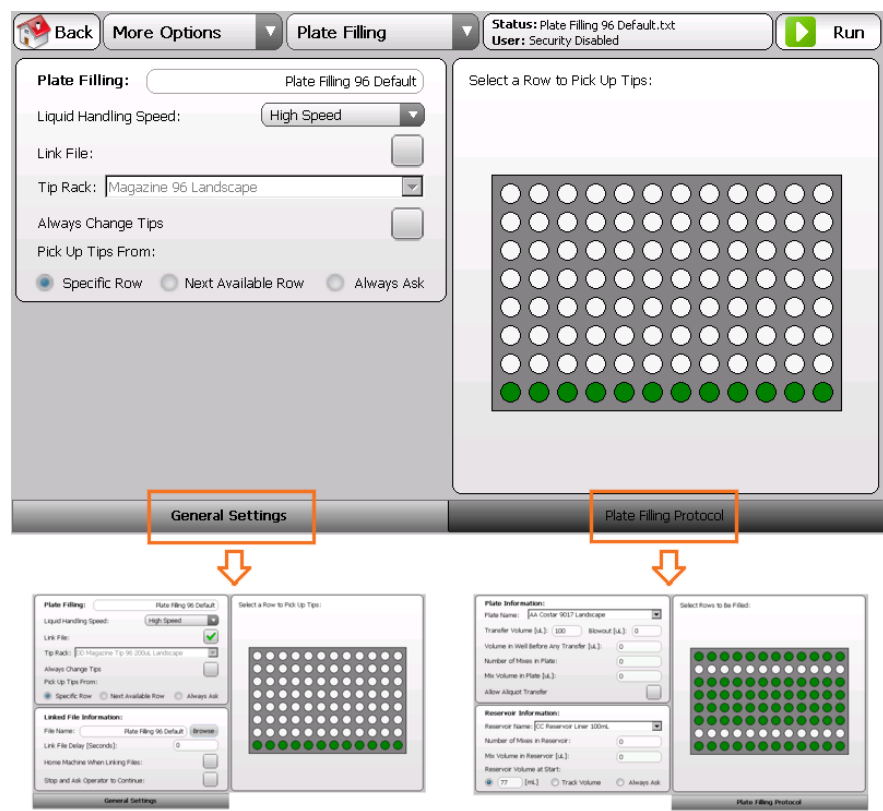 Back
More Options
Plate Filling
Status: Plate Filling 96 Default.txt
User: Security Disabled
Run
Plate Filling: Plate Filling 96 Default
Liquid Handling Speed: High Speed
Link File:
Tip Rack: Magazine 96 Landscape
Always Change Tips
Pick Up Tips From:
Specific Row Next Available Row Always Ask
Select a Row to Pick Up Tips:
General Settings
Plate Filling Protocol
Plate Filling: Plate Filling 96 Default
Liquid Handling Speed: High Speed
Link File:
Tip Rack: DD Magazine Tip 96 200uL Landscape
Always Change Tips
Pick Up Tips From:
Specific Row Next Available Row Always Ask
Linked File Information:
File Name: Plate Filling 96 Default Browse
Link File Delay [Seconds]: 0
Home Machine When Linking Files:
Stop and Ask Operator to Continue:
General Settings
Select a Row to Pick Up Tips:
Plate Information:
Plate Name: AA Costar 9017 Landscape
Transfer Volume [uL]: 100 Blowout [uL]: 0
Volume in Well Before Any Transfer [uL]: 0
Number of Mixes in Plate: 0
Mix Volume in Plate [uL]: 0
Allow Aliquot Transfer
Reservoir Information:
Reservoir Name: CC Reservoir Liner 100mL
Number of Mixes in Reservoir: 0
Mix Volume in Reservoir [uL]: 0
Reservoir Volume at Start:
77 [mL] Track Volume Always Ask
Select Rows to Be Filled:
Plate Filling Protocol